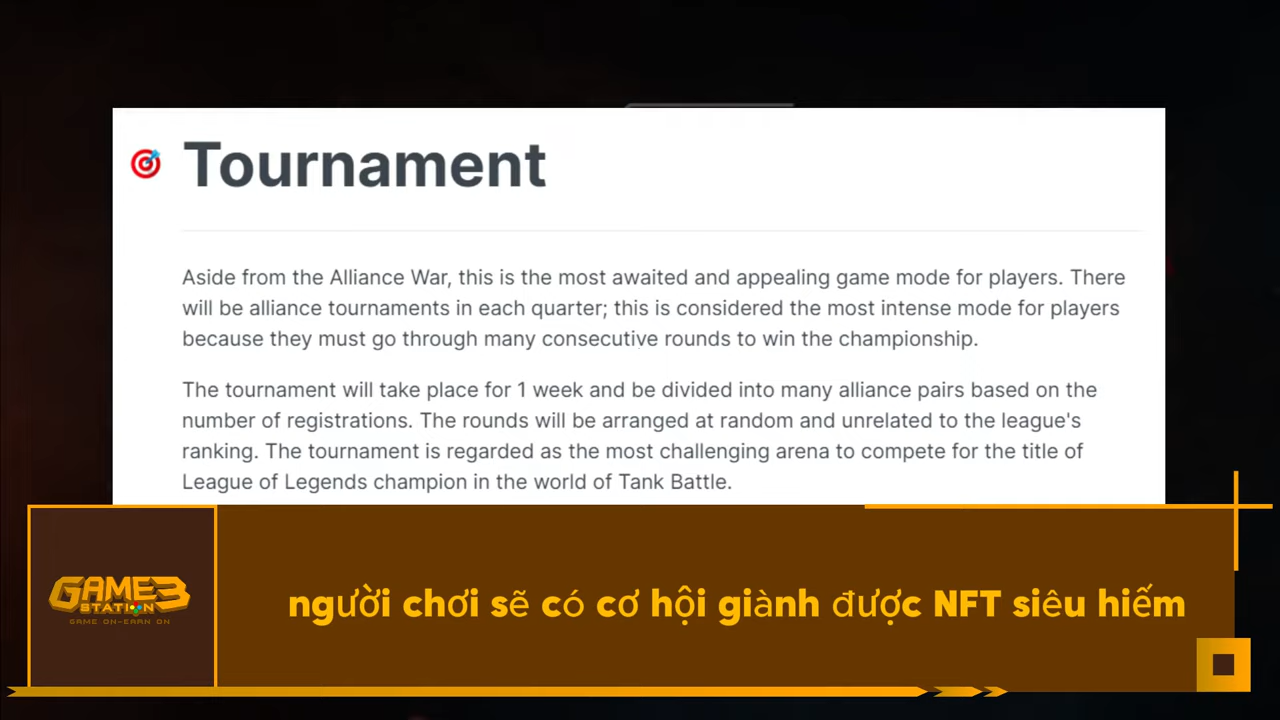 Tournament
Aside from the Alliance War, this is the most awaited and appealing game mode for players. There
will be alliance tournaments in each quarter; this is considered the most intense mode for players
because they must go through many consecutive rounds to win the championship.
The tournament will take place for 1 week and be divided into many alliance pairs based on the
number of registrations. The rounds will be arranged at random and unrelated to the league's
ranking. The tournament is regarded as the most challenging arena to compete for the title of
League of Legends champion in the world of Tank Battle.
GAME3
STATION
GAME ON-EARN ON
người chơi sẽ có cơ hội giành được NFT siêu hiếm